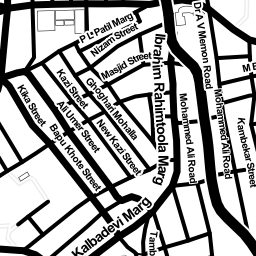 P L Patil Marg
Nizam Street
Masjid Street
Ibrahim Rahimtoola Marg
Dr A V Memon Road
Kika Street
Kazi Street
Ghoghari Mohalla
Ali Umer Street
New Kazi Street
Bapu Khote Street
Mohammed Ali Road
Mohammed Ali Road
Kambekar Street
Kalbadevi Marg